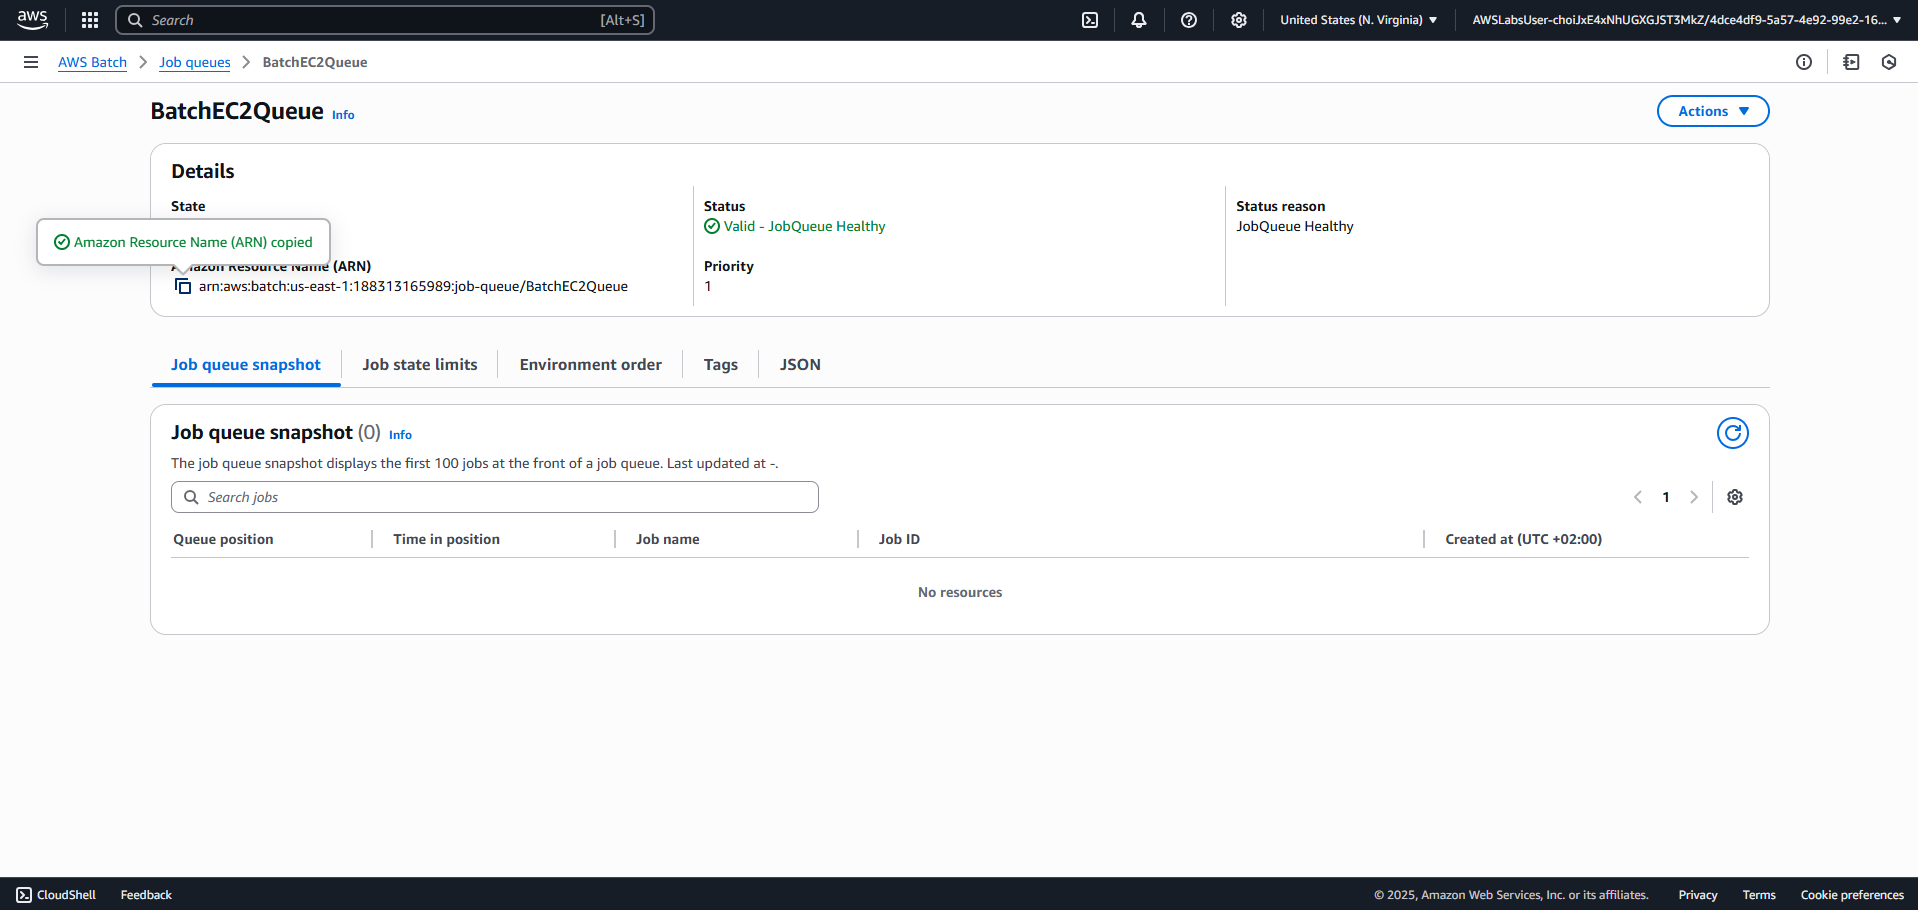 aws
Search
[Alt+S]
United States (N. Virginia)
AWSLabsUser-choiJxE4xNhUGXGJST3MkZ/4dce4df9-5a57-4e92-99e2-16...
AWS Batch
Job queues
BatchEC2Queue
BatchEC2Queue
Info
Actions
Details
State
Amazon Resource Name (ARN) copied
Amazon Resource Name (ARN)
arn:aws:batch:us-east-1:188313165989:job-queue/BatchEC2Queue
Status
Valid - JobQueue Healthy
Priority
1
Status reason
JobQueue Healthy
Job queue snapshot
Job state limits
Environment order
Tags
JSON
Job queue snapshot (0)
Info
The job queue snapshot displays the first 100 jobs at the front of a job queue. Last updated at -.
Search jobs
1
Queue position
Time in position
Job name
Job ID
Created at (UTC +02:00)
No resources
CloudShell
Feedback
© 2025, Amazon Web Services, Inc. or its affiliates.
Privacy
Terms
Cookie preferences